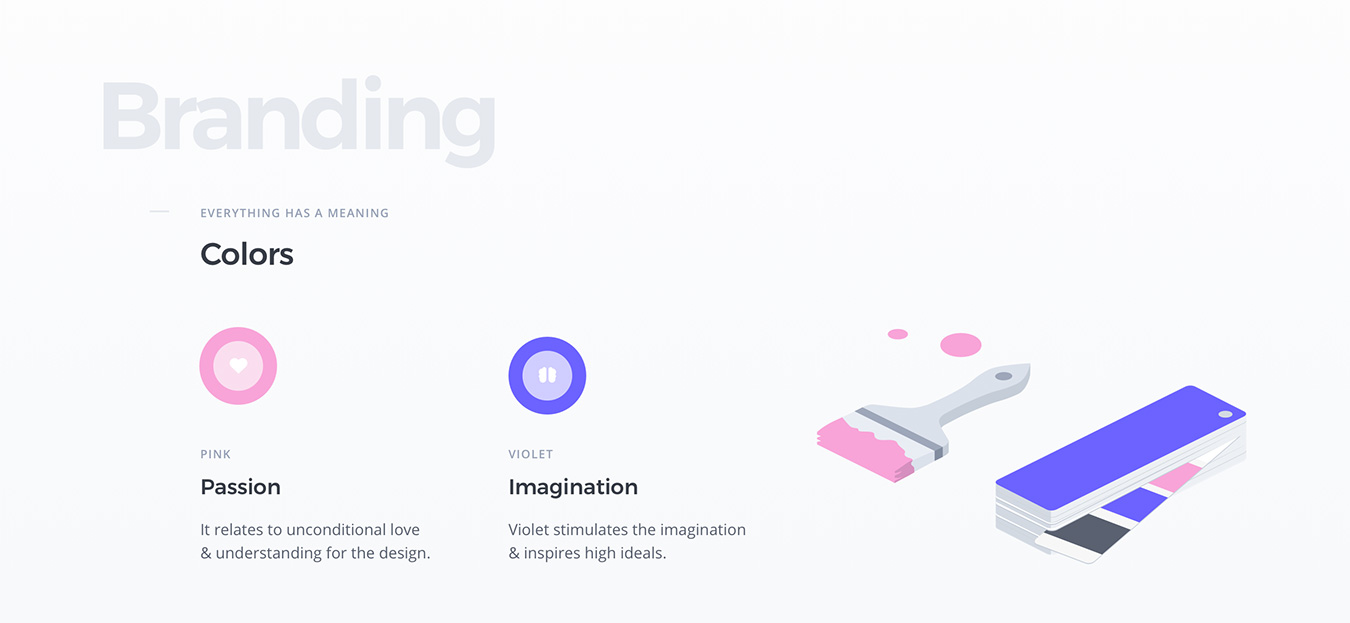 Branding
EVERYTHING HAS A MEANING
Colors
PINK
Passion
It relates to unconditional love
& understanding for the design.
VIOLET
Imagination
Violet stimulates the imagination
& inspires high ideals.